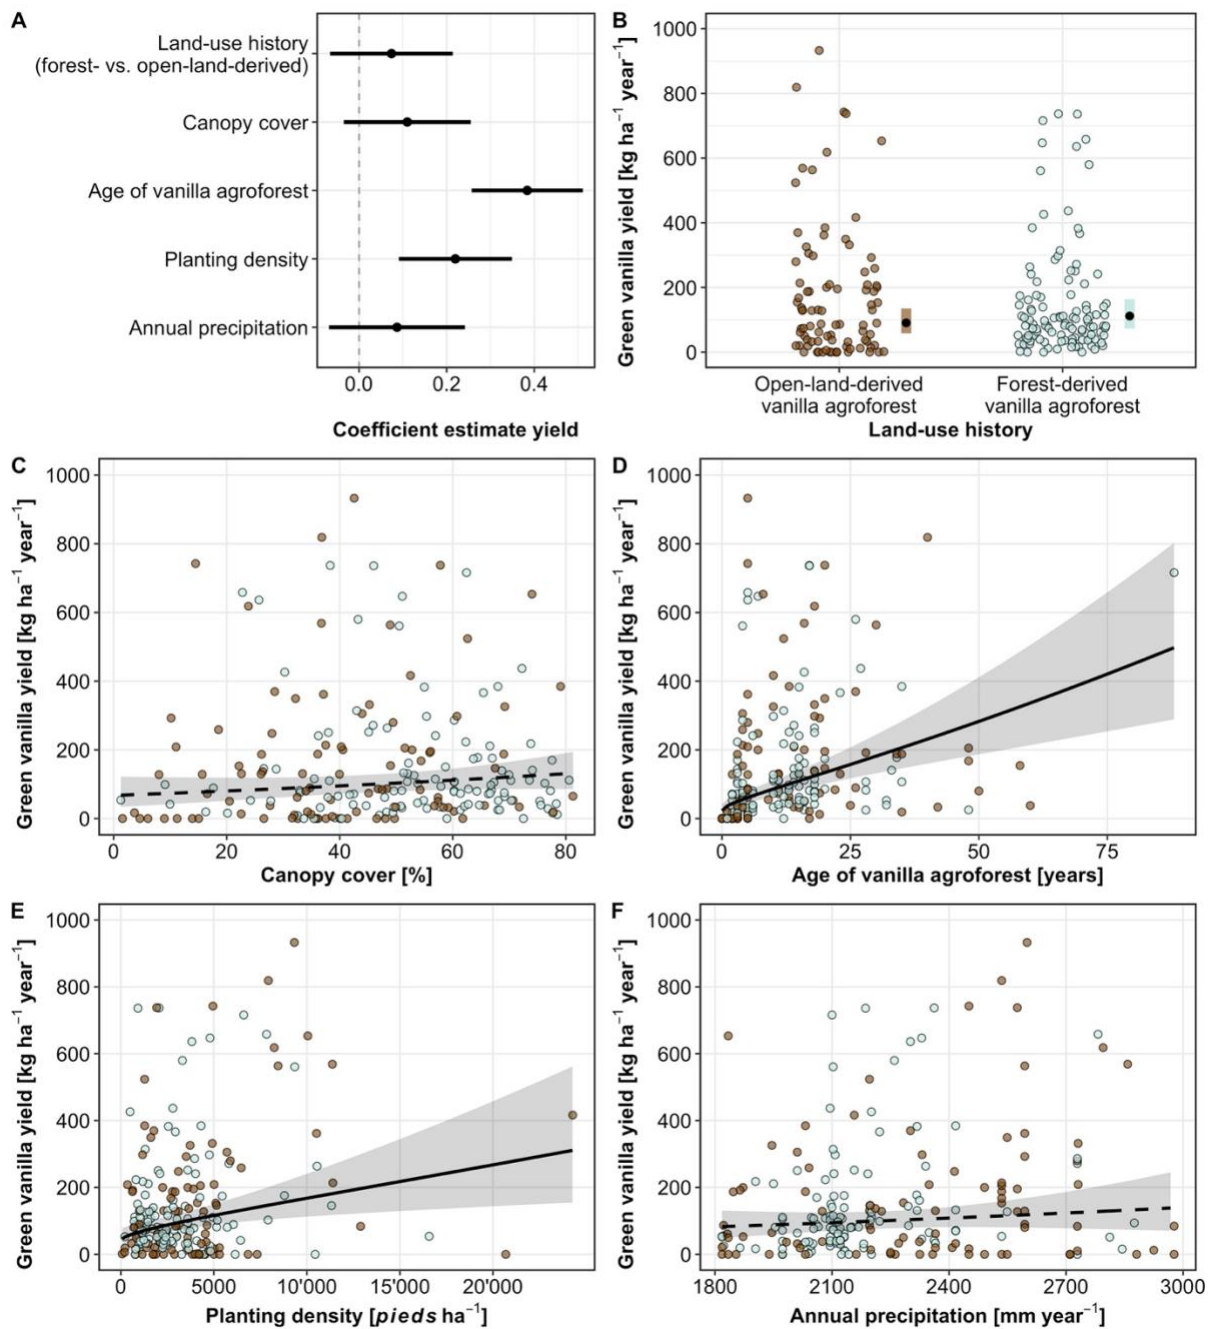 A
Land-use history
(forest- vs. open-land-derived)
Canopy cover
Age of vanilla agroforest
Planting density
Annual precipitation
0.0 0.2 0.4
Coefficient estimate yield
B
Green vanilla yield [kg ha⁻¹ year⁻¹]
1000
800
600
400
200
0
Open-land-derived
vanilla agroforest
Forest-derived
vanilla agroforest
Land-use history
C
Green vanilla yield [kg ha⁻¹ year⁻¹]
1000
800
600
400
200
0
0 20 40 60 80
Canopy cover [%]
D
Green vanilla yield [kg ha⁻¹ year⁻¹]
1000
800
600
400
200
0
0 25 50 75
Age of vanilla agroforest [years]
E
Green vanilla yield [kg ha⁻¹ year⁻¹]
1000
800
600
400
200
0
0 5000 10000 15000 20000
Planting density [pieds ha⁻¹]
F
Green vanilla yield [kg ha⁻¹ year⁻¹]
1000
800
600
400
200
0
1800 2100 2400 2700 3000
Annual precipitation [mm year⁻¹]